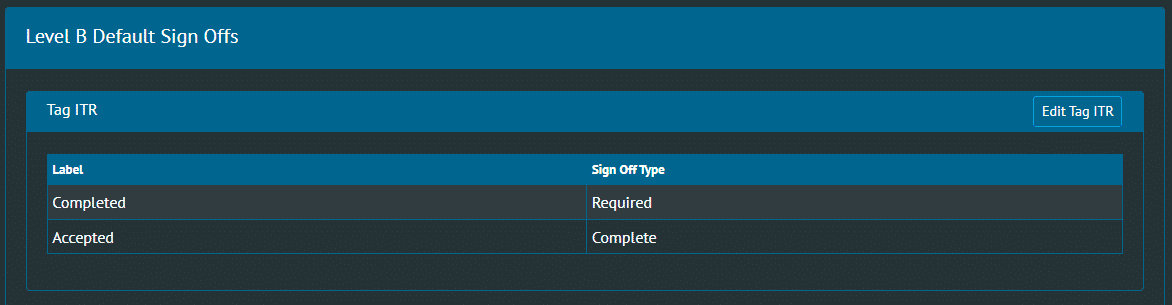 Level B Default Sign Offs
Tag ITR
Edit Tag ITR
Label Sign Off Type
Completed Required
Accepted Complete